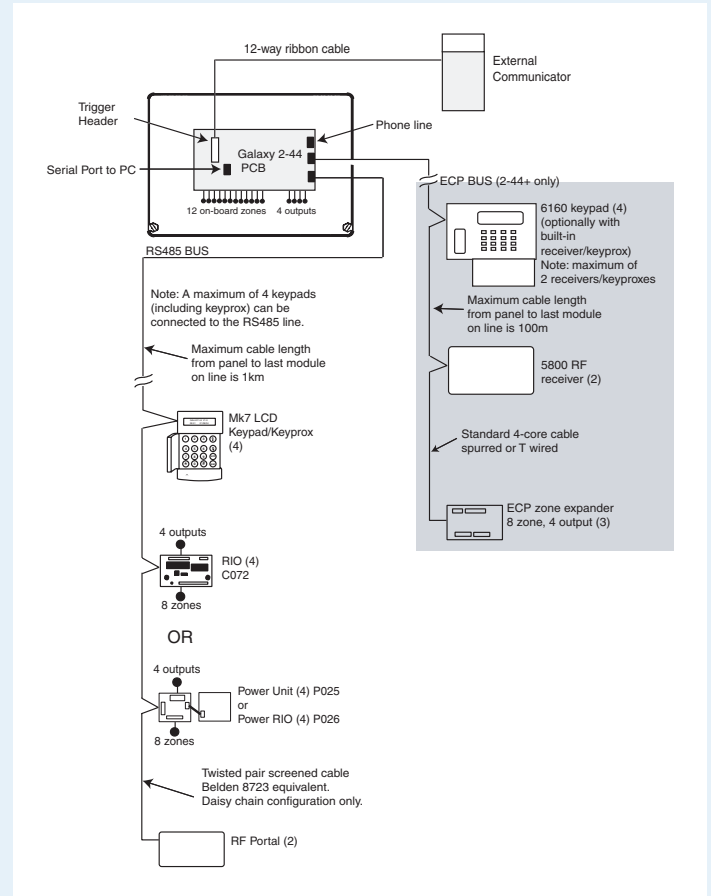 12-way ribbon cable
External
Communicator
Trigger
Header
Phone line
Galaxy 2-44
PCB
Serial Port to PC
12 on-board zones
4 outputs
RS485 BUS
ECP BUS (2-44+ only)
6160 keypad (4)
(optionally with
built-in
receiver/keyprox)
Note: maximum of
2 receivers/keyproxes
Maximum cable length
from panel to last module
on line is 100m
5800 RF
receiver (2)
Standard 4-core cable
spurred or T wired
ECP zone expander
8 zone, 4 output (3)
Note: A maximum of 4 keypads
(including keyprox) can be
connected to the RS485 line.
Maximum cable length
from panel to last module
on line is 1km
Mk7 LCD
Keypad/Keyprox
(4)
4 outputs
RIO (4)
C072
8 zones
OR
4 outputs
Power Unit (4) P025
or
Power RIO (4) P026
8 zones
Twisted pair screened cable
Belden 8723 equivalent.
Daisy chain configuration only.
RF Portal (2)